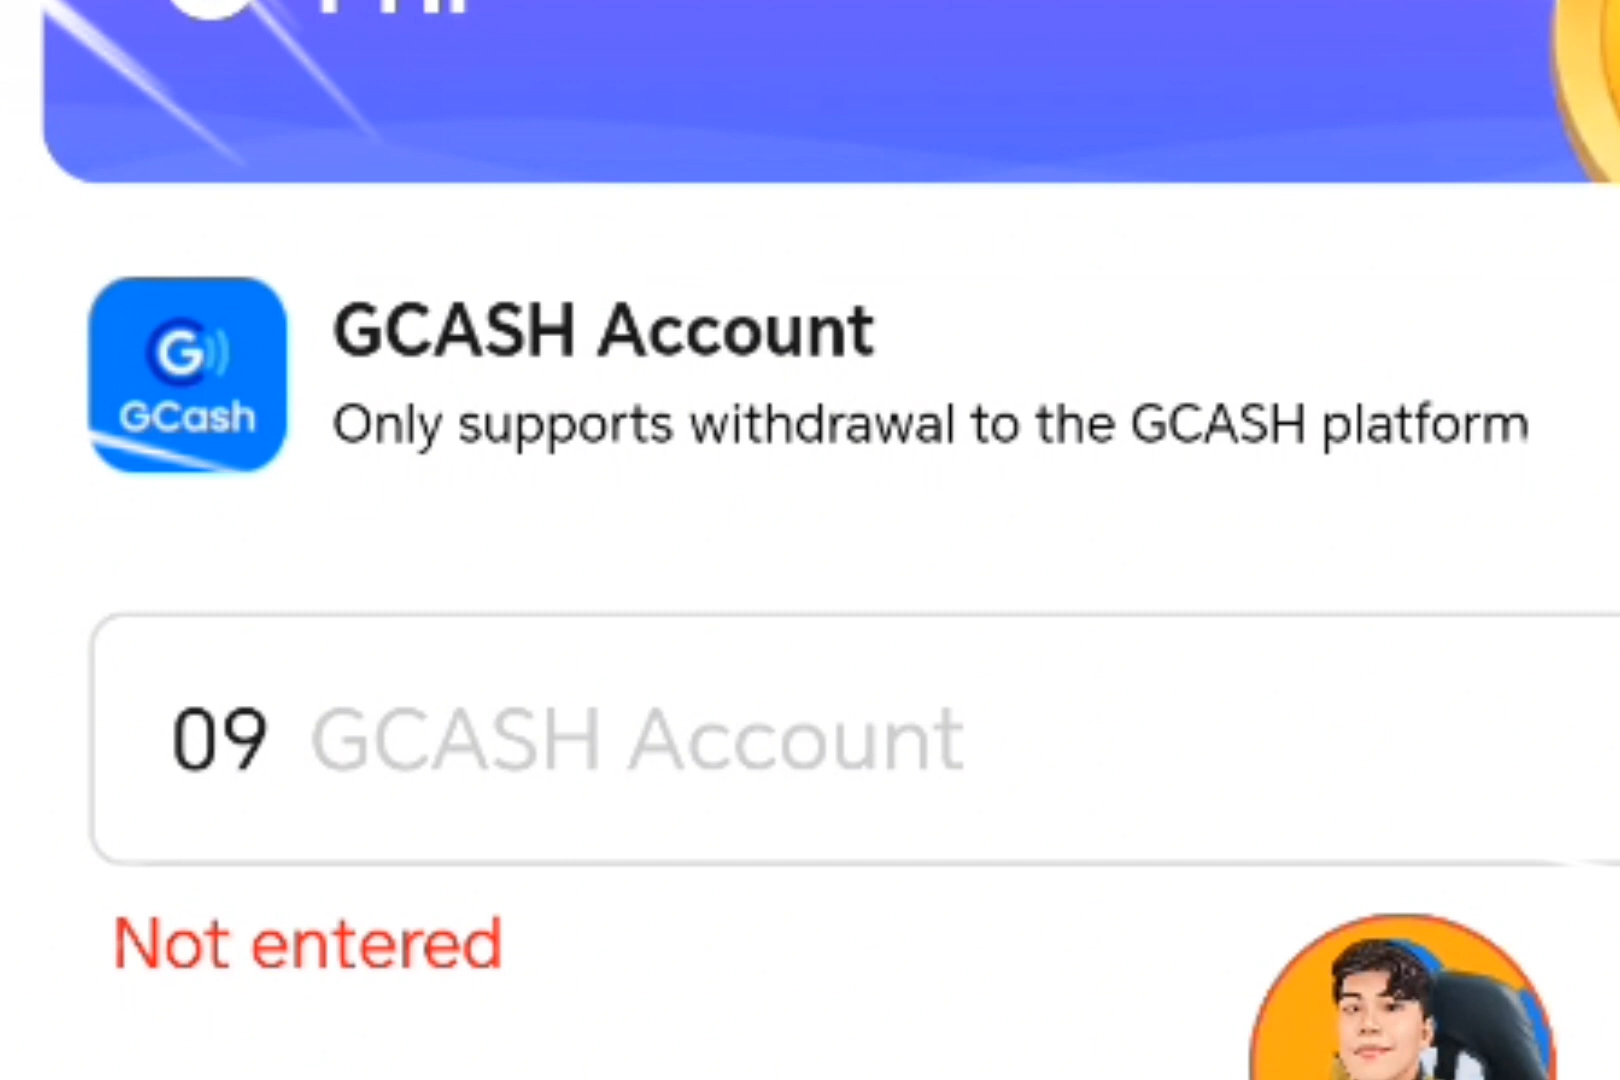 GCash
GCASH Account
Only supports withdrawal to the GCASH platform
09 GCASH Account
Not entered